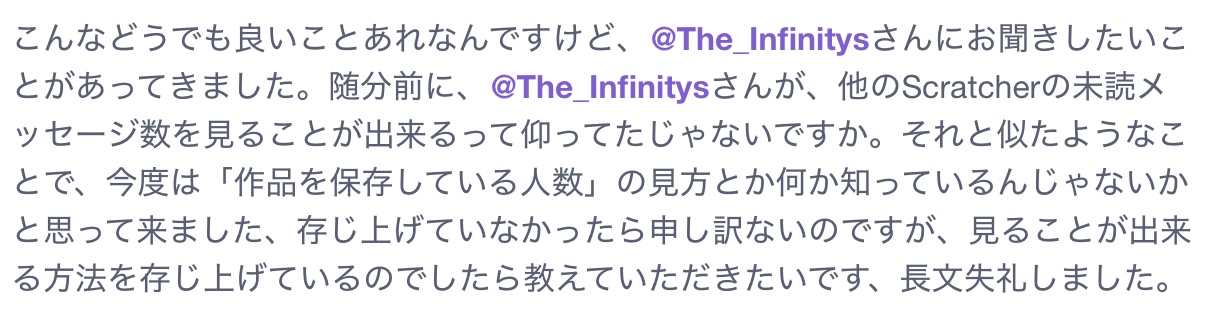 こんなどうでも良いことあれなんですけど、@The_Infinitysさんにお聞きしたいこ
とがあってきました。随分前に、@The_Infinitysさんが、他のScratcherの未読メ
ッセージ数を見ることが出来るって仰ってたじゃないですか。それと似たようなこ
とで、今度は「作品を保存している人数」の見方とか何か知っているんじゃないか
と思って来ました、存じ上げていなかったら申し訳ないのですが、見ることが出来
る方法を存じ上げているのでしたら教えていただきたいです、長文失礼しました。